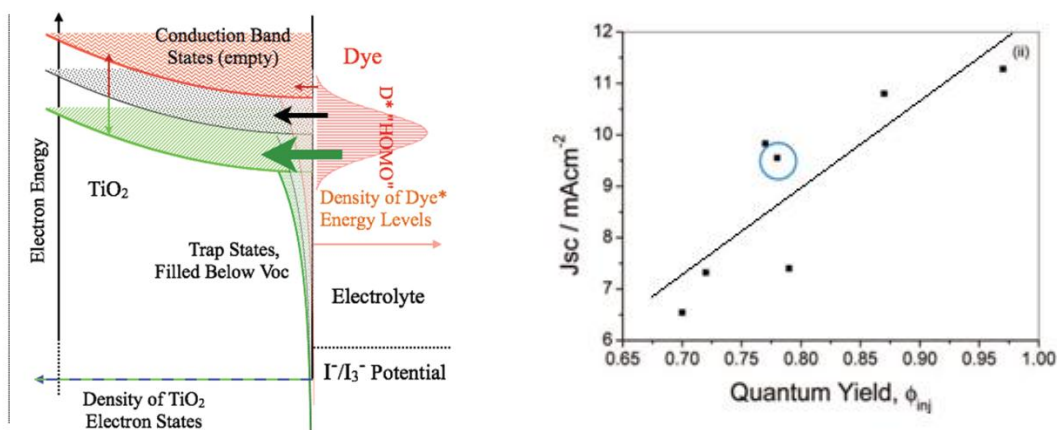 Conduction Band
States (empty)
Dye
D* "HOMO"
Electron Energy
TiO2
Density of Dye*
Energy Levels
Trap States,
Filled Below Voc
Electrolyte
I⁻/I3⁻ Potential
Density of TiO2
Electron States
(ii)
Jsc / mAcm⁻²
12
11
10
9
8
7
6
0.65 0.70 0.75 0.80 0.85 0.90 0.95 1.00
Quantum Yield, ϕinj